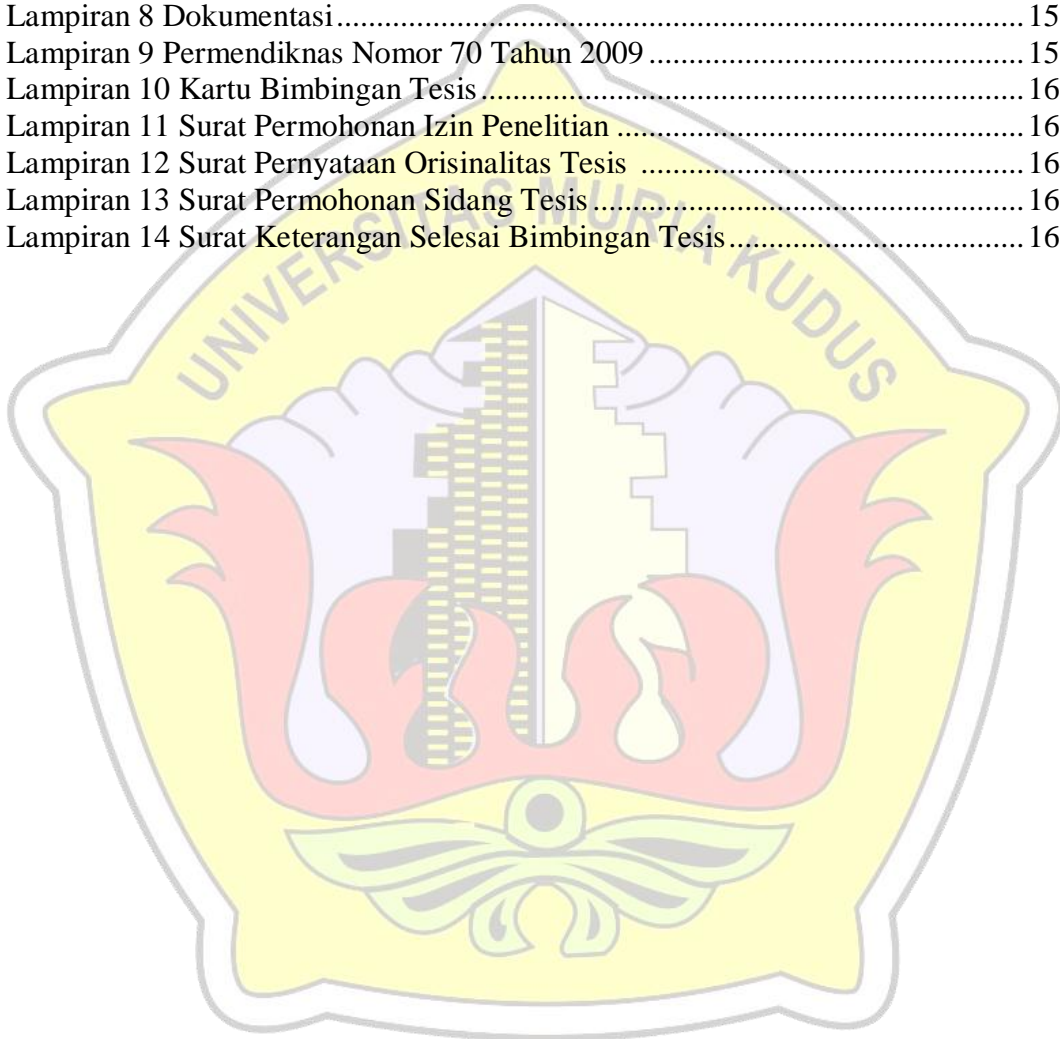 Lampiran 8 Dokumentasi........................................................................... 15
Lampiran 9 Permendiknas Nomor 70 Tahun 2009......................................... 15
Lampiran 10 Kartu Bimbingan Tesis............................................................. 16
Lampiran 11 Surat Permohonan Izin Penelitian ............................................. 16
Lampiran 12 Surat Pernyataan Orisinalitas Tesis .......................................... 16
Lampiran 13 Surat Permohonan Sidang Tesis................................................ 16
Lampiran 14 Surat Keterangan Selesai Bimbingan Tesis................................. 16
UNIVERSITAS MURIA KUDUS